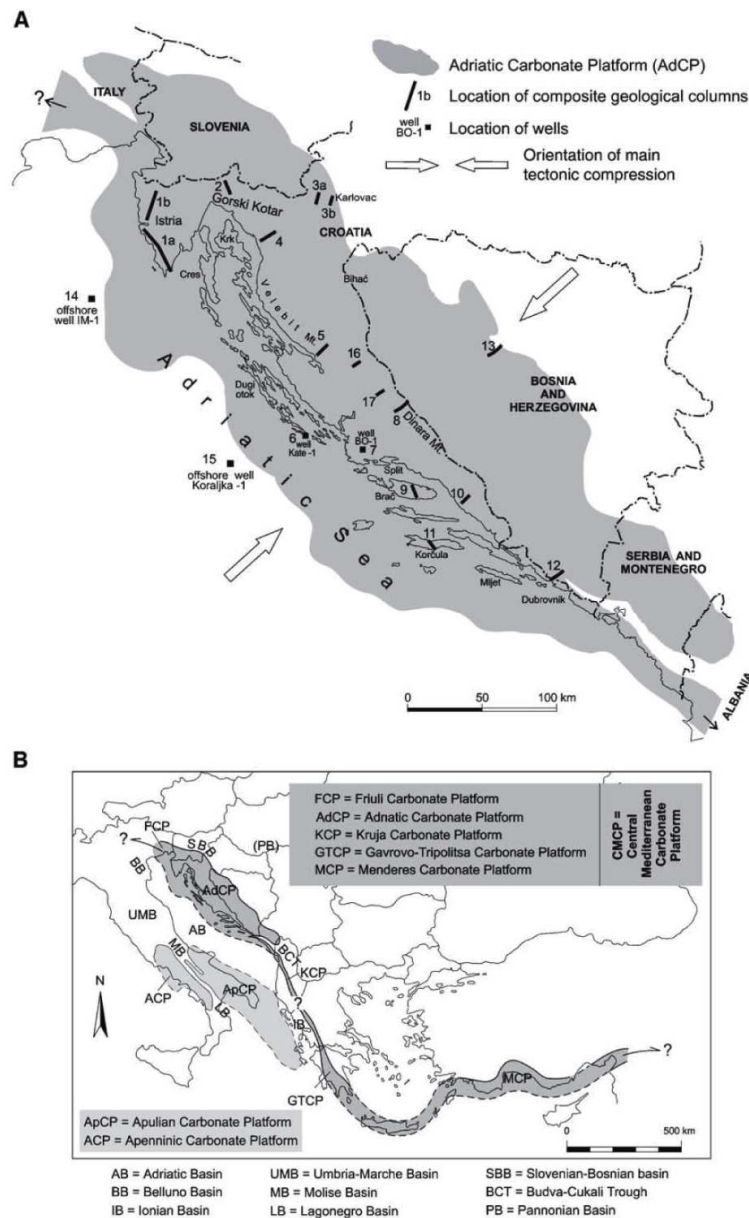 A
Adriatic Carbonate Platform (AdCP)
1b Location of composite geological columns
well
BO-1 Location of wells
Orientation of main
tectonic compression
?
ITALY
SLOVENIA
1b
Istria
1a
2
Gorski Kotar
3a
3b
Karlovac
CROATIA
Krk
4
Cres
Bihać
14
offshore
well IM-1
Velebit Mt.
5
16
13
BOSNIA
AND
HERZEGOVINA
Dugi
otok
17
8
Dinara Mt.
6
well
Kate -1
well
BO-1
7
15
offshore well
Koraljka -1
Adriatic Sea
Split
Brač
9
10
11
Korčula
Mljet
12
Dubrovnik
SERBIA AND
MONTENEGRO
ALBANIA
0 50 100 km
B
FCP = Friuli Carbonate Platform
AdCP = Adnatic Carbonate Platform
KCP = Kruja Carbonate Platform
GTCP = Gavrovo-Tripolitsa Carbonate Platform
MCP = Menderes Carbonate Platform
CMCP =
Central
Mediterranean
Carbonate
Platform
FCP
?
SBB
(PB)
BB
AdCP
UMB
AB
BCT
KCP
MB
N
ACP
ApCP
LB
?
IB
GTCP
MCP
?
ApCP = Apulian Carbonate Platform
ACP = Apenninic Carbonate Platform
0 500 km
AB = Adriatic Basin UMB = Umbria-Marche Basin SBB = Slovenian-Bosnian basin
BB = Belluno Basin MB = Molise Basin BCT = Budva-Cukali Trough
IB = Ionian Basin LB = Lagonegro Basin PB = Pannonian Basin